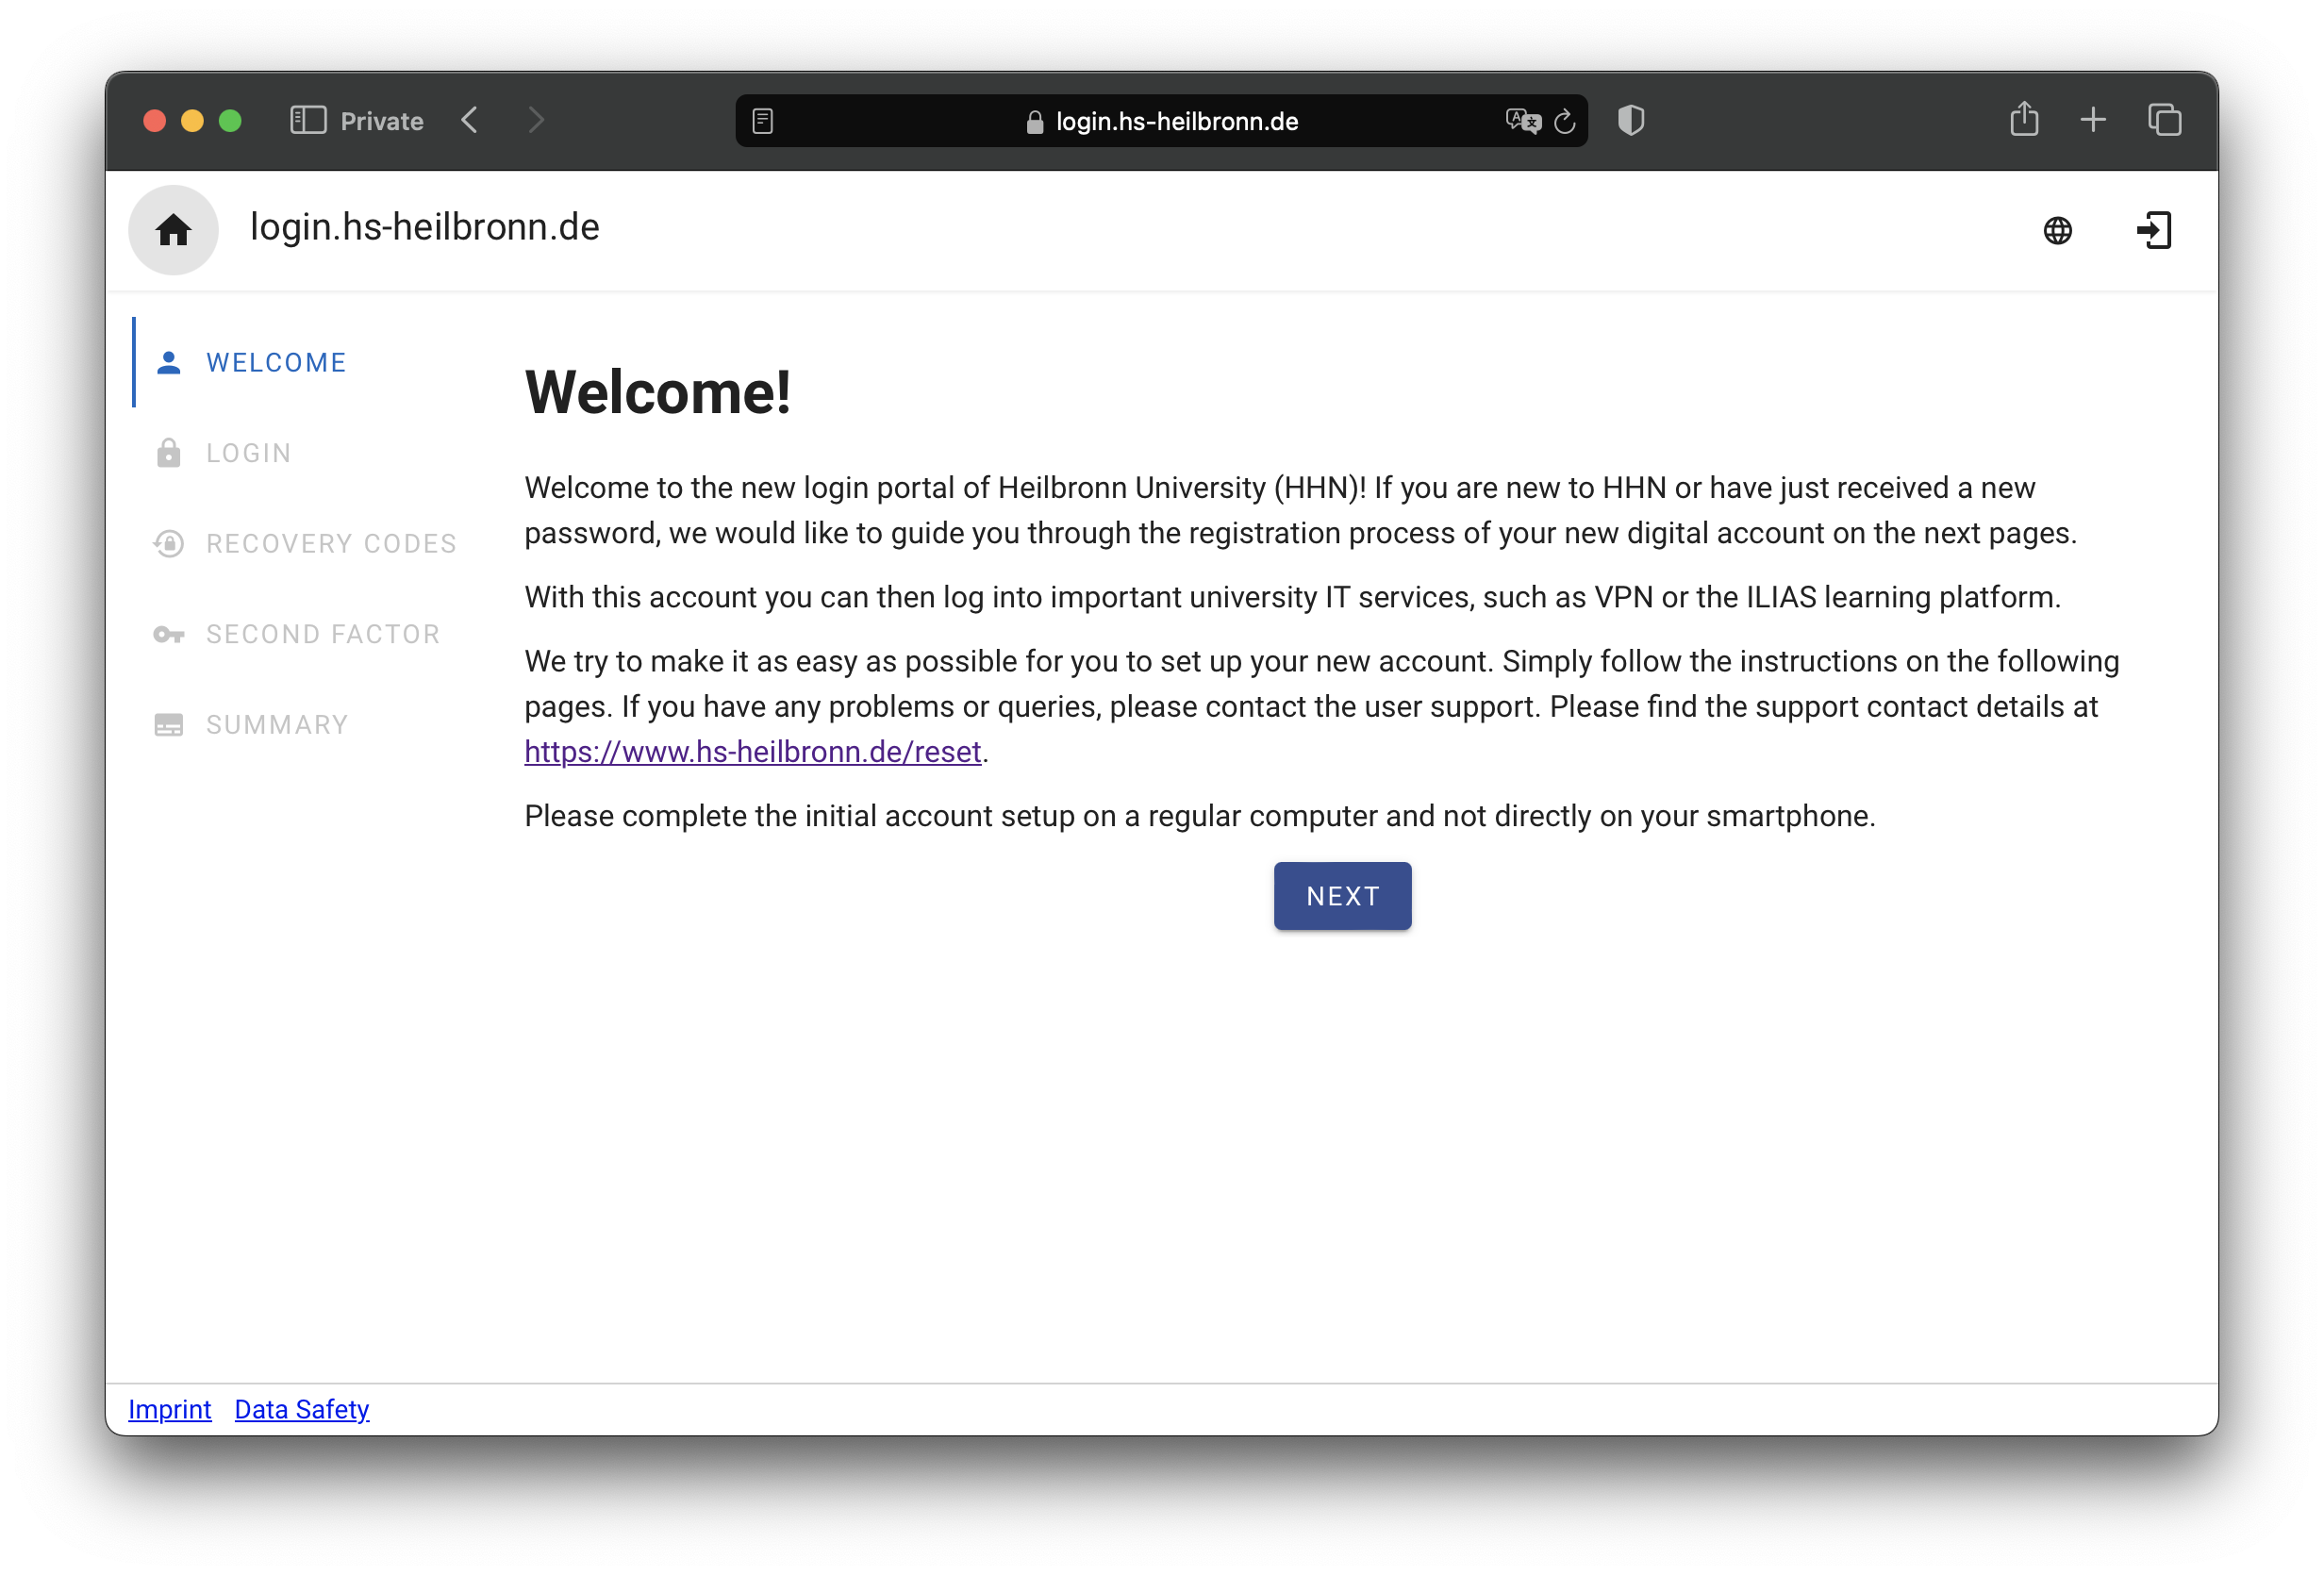 Private
login.hs-heilbronn.de
login.hs-heilbronn.de
WELCOME
LOGIN
RECOVERY CODES
SECOND FACTOR
SUMMARY
Welcome!
Welcome to the new login portal of Heilbronn University (HHN)! If you are new to HHN or have just received a new
password, we would like to guide you through the registration process of your new digital account on the next pages.
With this account you can then log into important university IT services, such as VPN or the ILIAS learning platform.
We try to make it as easy as possible for you to set up your new account. Simply follow the instructions on the following
pages. If you have any problems or queries, please contact the user support. Please find the support contact details at
https://www.hs-heilbronn.de/reset.
Please complete the initial account setup on a regular computer and not directly on your smartphone.
NEXT
Imprint Data Safety